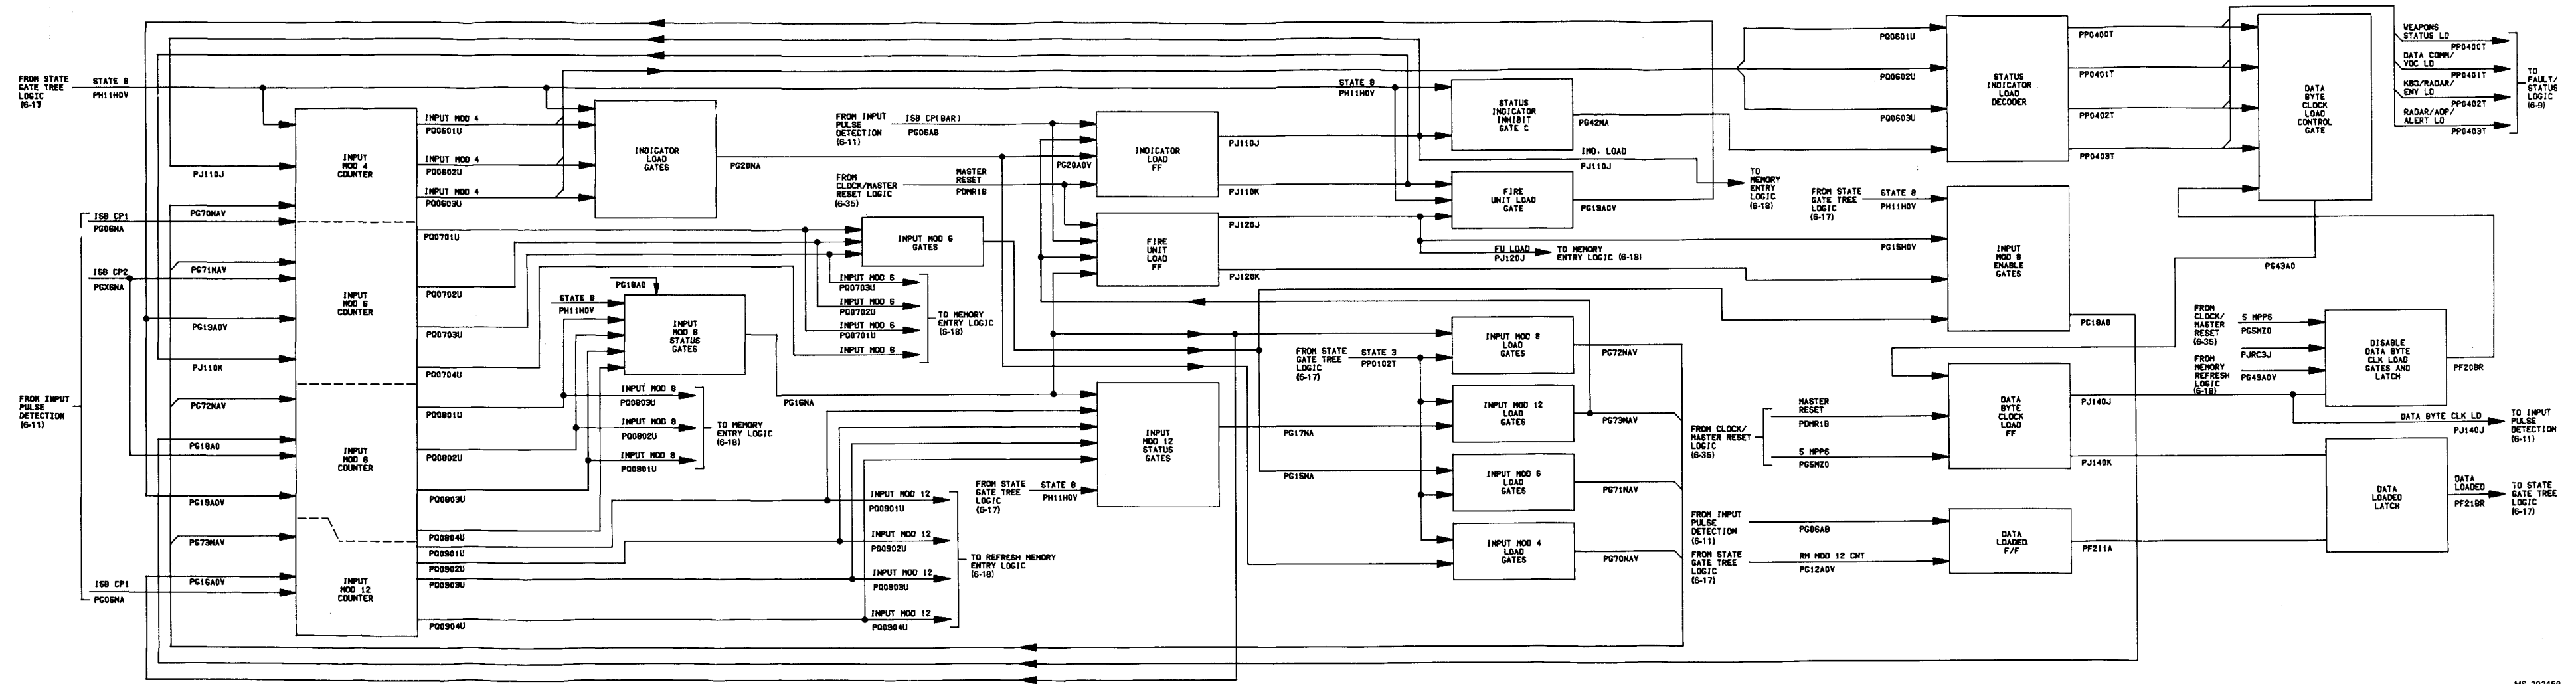 FROM STATE
GATE TREE
LOGIC
(6-17
STATE 8
PH11H0V
PJ110J
PG70NAV
ISB CP1
PG06NA
PG71NAV
ISB CP2
PGX6NA
PG19A0V
PJ110K
FROM INPUT
PULSE
DETECTION
(6-11)
PG72NAV
PG18A0
PG19A0V
PG73NAV
PG16A0V
ISB CP1
PG06NA
INPUT
MOD 4
COUNTER
INPUT
MOD 6
COUNTER
INPUT
MOD 8
COUNTER
INPUT
MOD 12
COUNTER
INPUT MOD 4
PQ0601U
INPUT MOD 4
PQ0602U
INPUT MOD 4
PQ0603U
PQ0701U
PQ0702U
PQ0703U
PQ0704U
PQ0801U
PQ0802U
PQ0803U
PQ0804U
PQ0901U
PQ0902U
PQ0903U
PQ0904U
INDICATOR
LOAD
GATES
PG20NA
PG18A0
STATE 8
PH11H0V
INPUT
MOD 8
STATUS
GATES
PG16NA
INPUT MOD 8
PQ0803U
INPUT MOD 8
PQ0802U
INPUT MOD 8
PQ0801U
TO MEMORY
ENTRY LOGIC
(6-18)
INPUT MOD 6
GATES
INPUT MOD 6
PQ0703U
INPUT MOD 6
PQ0702U
INPUT MOD 6
PQ0701U
INPUT MOD 6
TO MEMORY
ENTRY LOGIC
(6-18)
INPUT MOD 12
PQ0901U
INPUT MOD 12
PQ0902U
INPUT MOD 12
PQ0903U
INPUT MOD 12
PQ0904U
TO REFRESH MEMORY
ENTRY LOGIC
(6-18)
FROM INPUT
PULSE
DETECTION
(6-11)
ISB CP(BAR)
PG06AB
FROM
CLOCK/MASTER
RESET LOGIC
(6-35)
MASTER
RESET
PDMR1B
PG20A0V
INDICATOR
LOAD
FF
PJ110J
PJ110K
FIRE
UNIT
LOAD
FF
PJ120J
PJ120K
FROM STATE
GATE TREE
LOGIC
(6-17)
STATE 8
PH11H0V
INPUT
MOD 12
STATUS
GATES
PG17NA
PG15NA
STATE 8
PH11H0V
STATUS
INDICATOR
INHIBIT
GATE C
PG42NA
IND. LOAD
PJ110J
TO
MEMORY
ENTRY
LOGIC
(6-18)
FIRE
UNIT LOAD
GATE
PG19A0V
FU LOAD
PJ120J
TO MEMORY
ENTRY LOGIC (6-18)
FROM STATE
GATE TREE
LOGIC
(6-17)
STATE 3
PP0102T
INPUT MOD 8
LOAD
GATES
PG72NAV
INPUT MOD 12
LOAD
GATES
PG73NAV
INPUT MOD 6
LOAD
GATES
PG71NAV
INPUT MOD 4
LOAD
GATES
PG70NAV
PQ0601U
PQ0602U
PQ0603U
STATUS
INDICATOR
LOAD
DECODER
PP0400T
PP0401T
PP0402T
PP0403T
FROM STATE
GATE TREE
LOGIC
(6-17)
STATE 8
PH11H0V
PG15H0V
INPUT
MOD 8
ENABLE
GATES
PG18A0
FROM CLOCK/
MASTER RESET
LOGIC
(6-35)
MASTER
RESET
PDMR1B
5 MPPS
PG5MZ0
DATA
BYTE
CLOCK
LOAD
FF
PJ140J
PJ140K
FROM INPUT
PULSE
DETECTION
(6-11)
PG06AB
FROM STATE
GATE TREE
LOGIC
(6-17)
RM MOD 12 CNT
PG12A0V
DATA
LOADED
F/F
PF211A
DATA
BYTE
CLOCK
LOAD
CONTROL
GATE
PG43A0
WEAPONS
STATUS LD
PP0400T
DATA COMM/
VOC LD
PP0401T
KBD/RADAR/
ENV LD
PP0402T
RADAR/ADP/
ALERT LD
PP0403T
TO
FAULT/
STATUS
LOGIC
(6-9)
FROM
CLOCK/
MASTER
RESET
(6-35)
FROM
MEMORY
REFRESH
LOGIC
(6-18)
5 MPPS
PG5MZ0
PJRC3J
PG49A0V
DISABLE
DATA BYTE
CLK LOAD
GATES AND
LATCH
PF20BR
DATA BYTE CLK LD
PJ140J
TO INPUT
PULSE
DETECTION
(6-11)
DATA
LOADED
LATCH
DATA
LOADED
PF21BR
TO STATE
GATE TREE
LOGIC
(6-17)